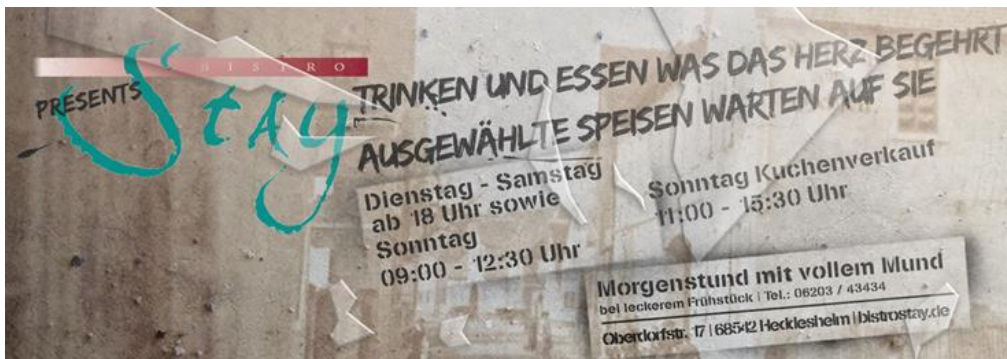 BISTRO
PRESENTS
Stay
TRINKEN UND ESSEN WAS DAS HERZ BEGEHRT
AUSGEWÄHLTE SPEISEN WARTEN AUF SIE
Dienstag - Samstag
ab 18 Uhr sowie
Sonntag
09:00 - 12:30 Uhr
Sonntag Kuchenverkauf
11:00 - 15:30 Uhr
Morgenstund mit vollem Mund
bei leckerem Frühstück | Tel.: 06203 / 43434
Oberdorfstr. 17 | 68542 Heddesheim | bistrostay.de